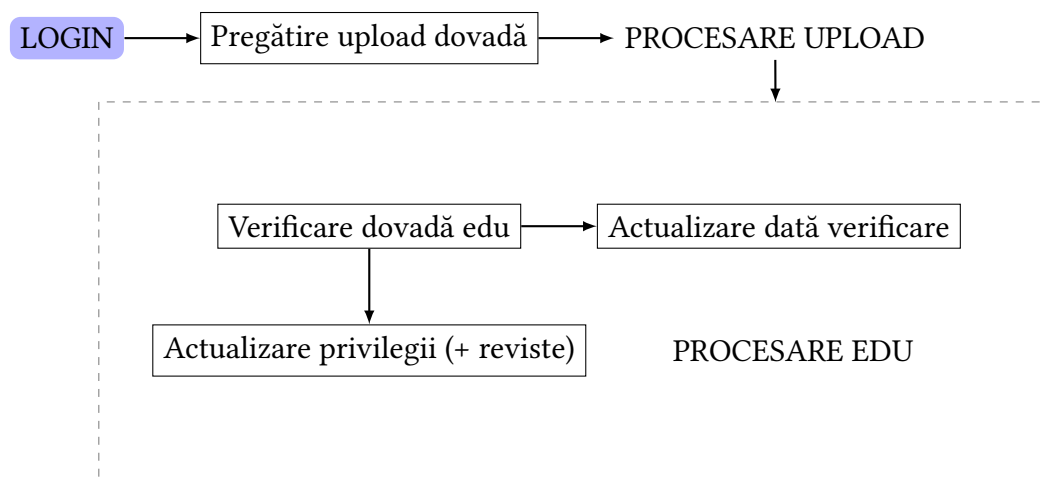 LOGIN
Pregătire upload dovadă
PROCESARE UPLOAD
Verificare dovadă edu
Actualizare dată verificare
Actualizare privilegii (+ reviste)
PROCESARE EDU